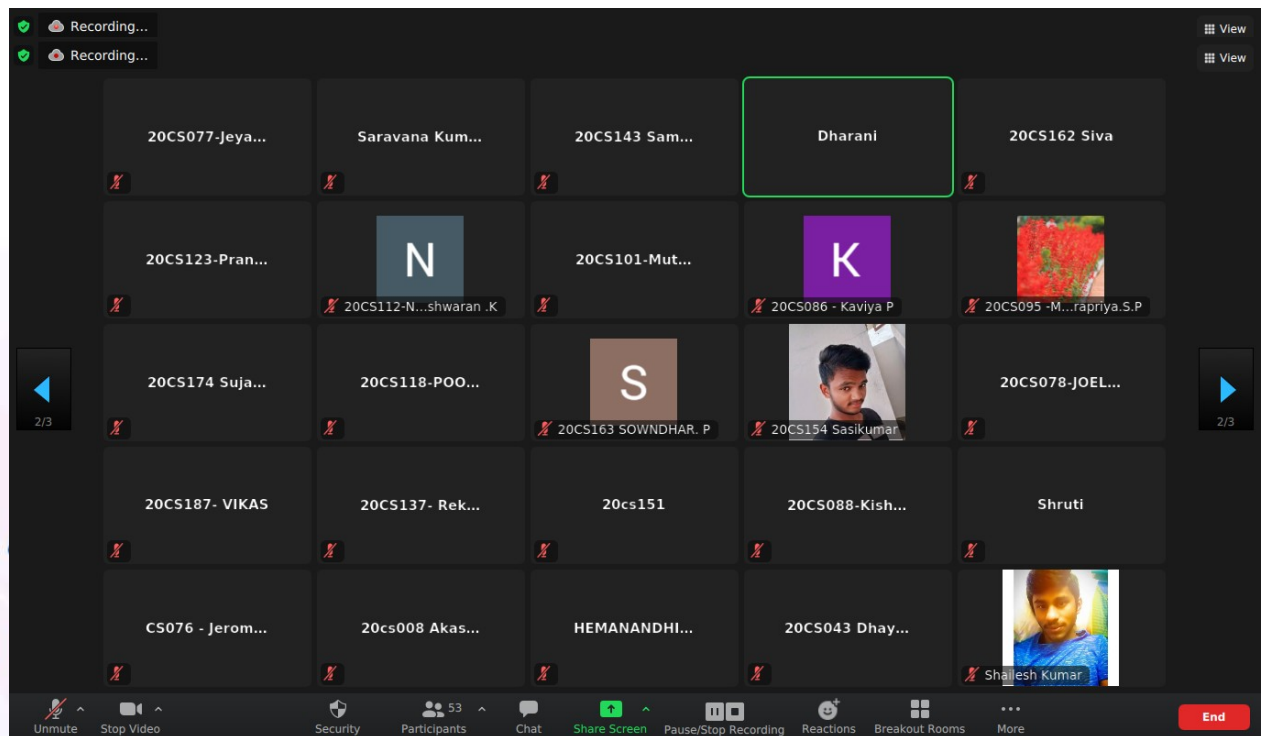 Recording...
View
Recording...
View
20CS077-Jeya...
Saravana Kum...
20CS143 Sam...
Dharani
20CS162 Siva
20CS123-Pran...
N
20CS112-N...shwaran .K
20CS101-Mut...
K
20CS086 - Kaviya P
20CS095 -M...rapriya.S.P
20CS174 Suja...
20CS118-POO...
S
20CS163 SOWNDHAR. P
20CS154 Sasikumar
20CS078-JOEL...
2/3
2/3
20CS187- VIKAS
20CS137- Rek...
20cs151
20CS088-Kish...
Shruti
CS076 - Jerom...
20cs008 Akas...
HEMANANDHI...
20CS043 Dhay...
Shailesh Kumar
Unmute
Stop Video
Security
53
Participants
Chat
Share Screen
Pause/Stop Recording
Reactions
Breakout Rooms
More
End